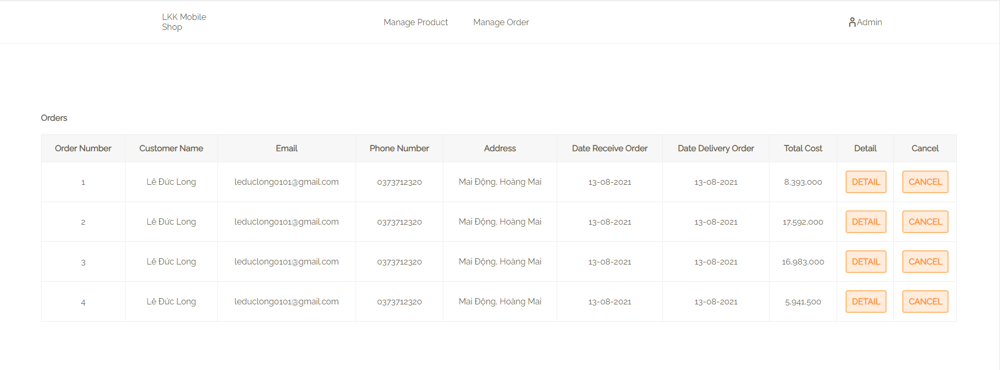 LKK Mobile
Shop
Manage Product
Manage Order
Admin
Orders
Order Number Customer Name Email Phone Number Address Date Receive Order Date Delivery Order Total Cost Detail Cancel
1 Lê Đức Long leduclong0101@gmail.com 0373712320 Mai Động, Hoàng Mai 13-08-2021 13-08-2021 8,393,000 DETAIL CANCEL
2 Lê Đức Long leduclong0101@gmail.com 0373712320 Mai Động, Hoàng Mai 13-08-2021 13-08-2021 17,592,000 DETAIL CANCEL
3 Lê Đức Long leduclong0101@gmail.com 0373712320 Mai Động, Hoàng Mai 13-08-2021 13-08-2021 16,983,000 DETAIL CANCEL
4 Lê Đức Long leduclong0101@gmail.com 0373712320 Mai Động, Hoàng Mai 13-08-2021 13-08-2021 5,941,500 DETAIL CANCEL